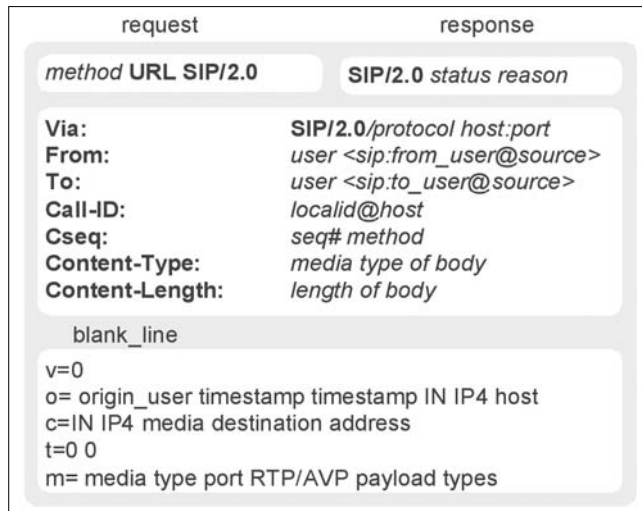 request response
method URL SIP/2.0 SIP/2.0 status reason
Via: SIP/2.0/protocol host:port
From: user <sip:from_user@source>
To: user <sip:to_user@source>
Call-ID: localid@host
Cseq: seq# method
Content-Type: media type of body
Content-Length: length of body
blank_line
v=0
o= origin_user timestamp timestamp IN IP4 host
c=IN IP4 media destination address
t=0 0
m= media type port RTP/AVP payload types